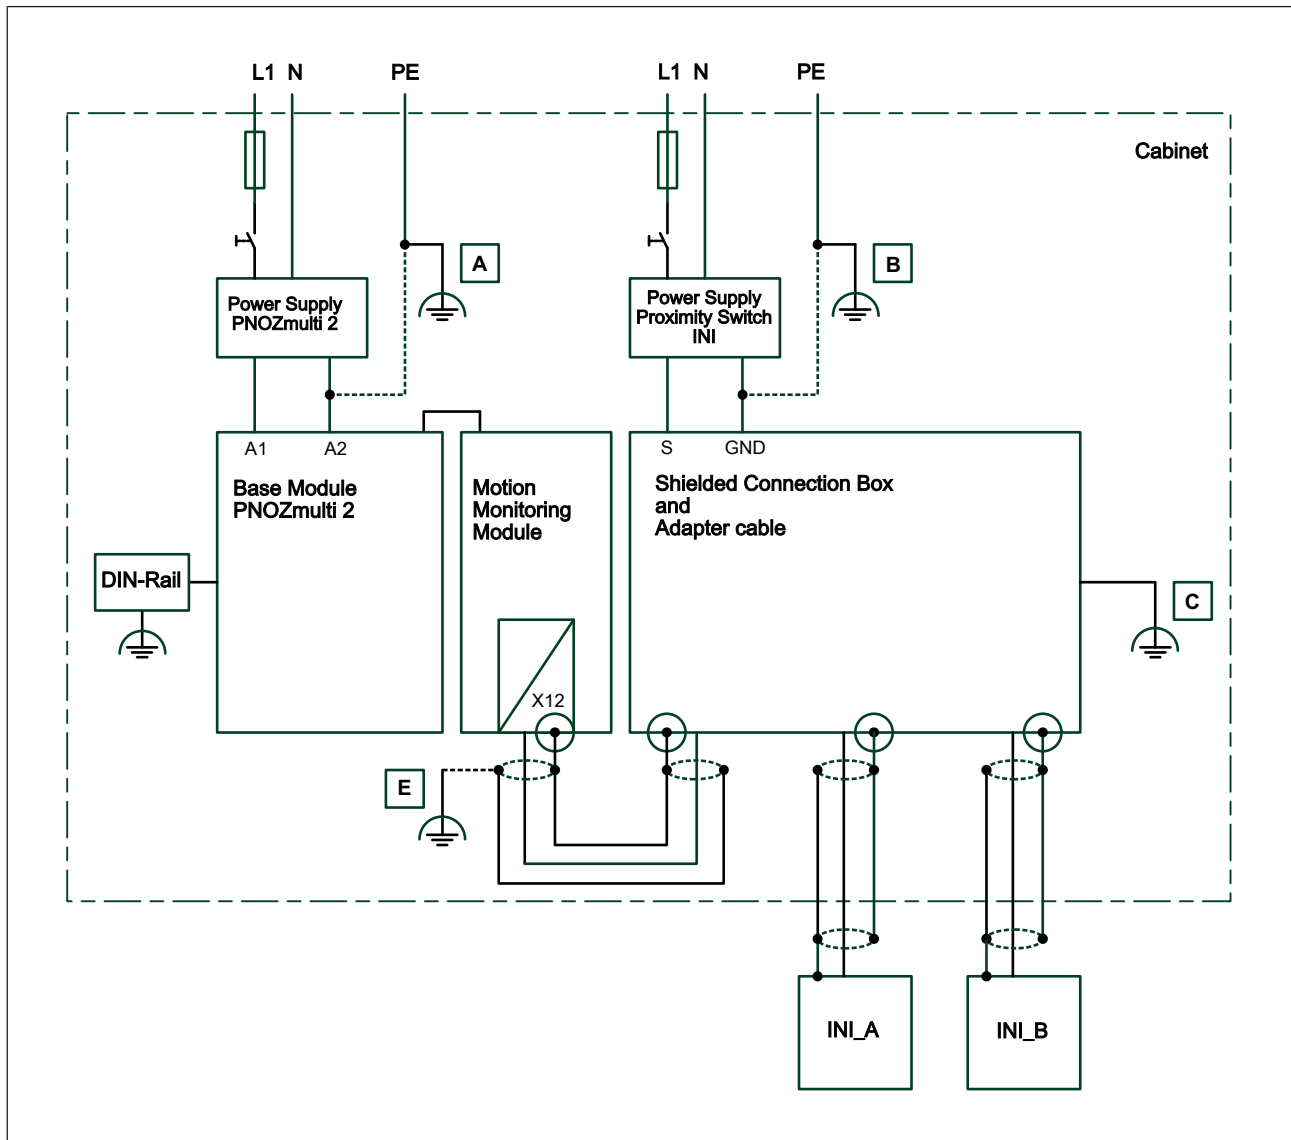 L1 N PE L1 N PE
Cabinet
A
B
Power Supply
PNOZmulti 2
Power Supply
Proximity Switch
INI
A1 A2
S GND
Base Module
PNOZmulti 2
Motion
Monitoring
Module
Shielded Connection Box
and
Adapter cable
DIN-Rail
C
X12
E
INI_A
INI_B